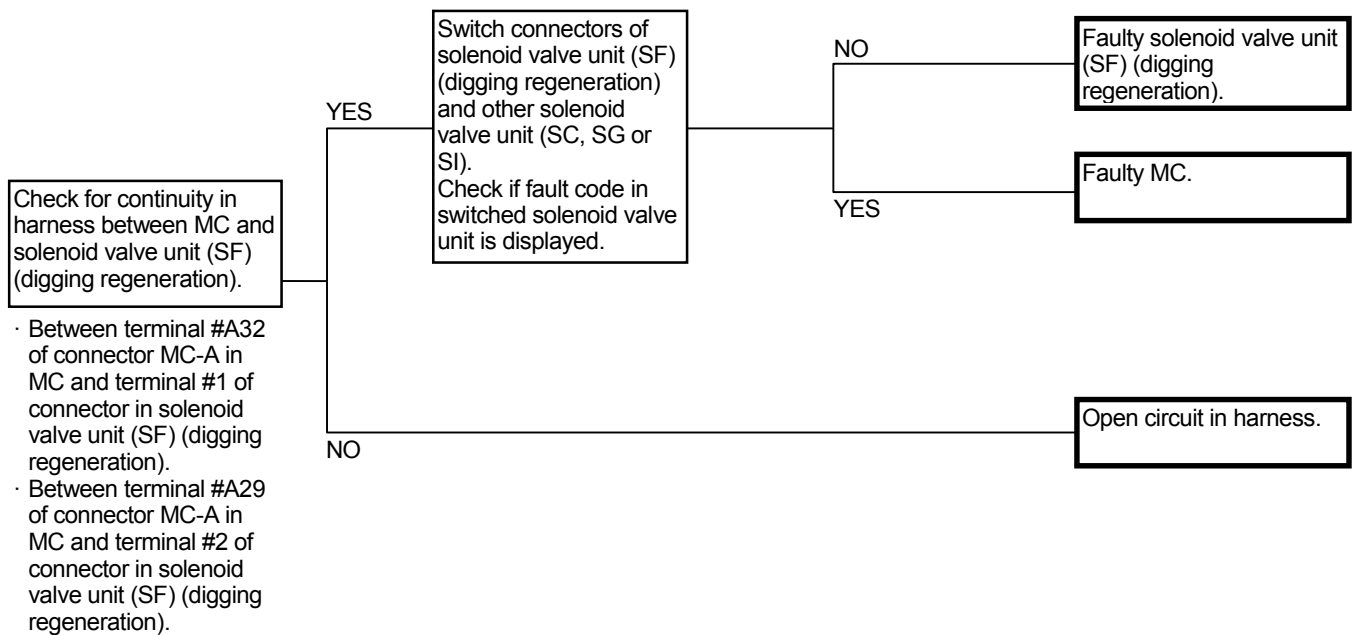 Check for continuity in
harness between MC and
solenoid valve unit (SF)
(digging regeneration).
· Between terminal #A32
of connector MC-A in
MC and terminal #1 of
connector in solenoid
valve unit (SF) (digging
regeneration).
· Between terminal #A29
of connector MC-A in
MC and terminal #2 of
connector in solenoid
valve unit (SF) (digging
regeneration).
YES
Switch connectors of
solenoid valve unit (SF)
(digging regeneration)
and other solenoid
valve unit (SC, SG or
SI).
Check if fault code in
switched solenoid valve
unit is displayed.
NO
Faulty solenoid valve unit
(SF) (digging
regeneration).
YES
Faulty MC.
NO
Open circuit in harness.